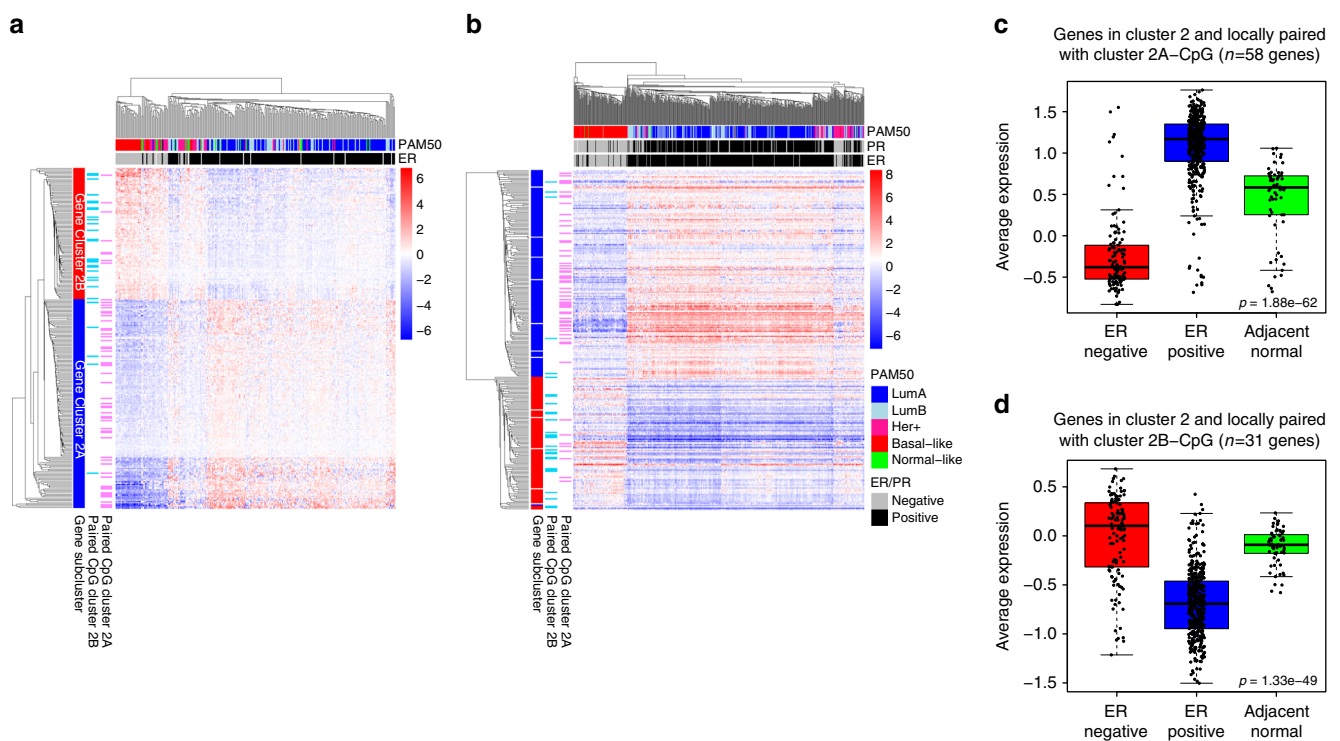 a
PAM50
ER
6
4
2
0
−2
−4
−6
Gene Cluster 2B
Gene Cluster 2A
Paired CpG cluster 2A
Paired CpG cluster 2B
Gene subcluster
b
PAM50
PR
ER
8
6
4
2
0
−2
−4
−6
PAM50
LumA
LumB
Her+
Basal-like
Normal-like
ER/PR
Negative
Positive
Paired CpG cluster 2A
Paired CpG cluster 2B
Gene subcluster
c
Genes in cluster 2 and locally paired
with cluster 2A−CpG (n=58 genes)
Average expression
1.5
1.0
0.5
0.0
−0.5
p = 1.88e−62
ER
negative
ER
positive
Adjacent
normal
d
Genes in cluster 2 and locally paired
with cluster 2B−CpG (n=31 genes)
Average expression
0.5
0.0
−0.5
−1.0
−1.5
p = 1.33e−49
ER
negative
ER
positive
Adjacent
normal